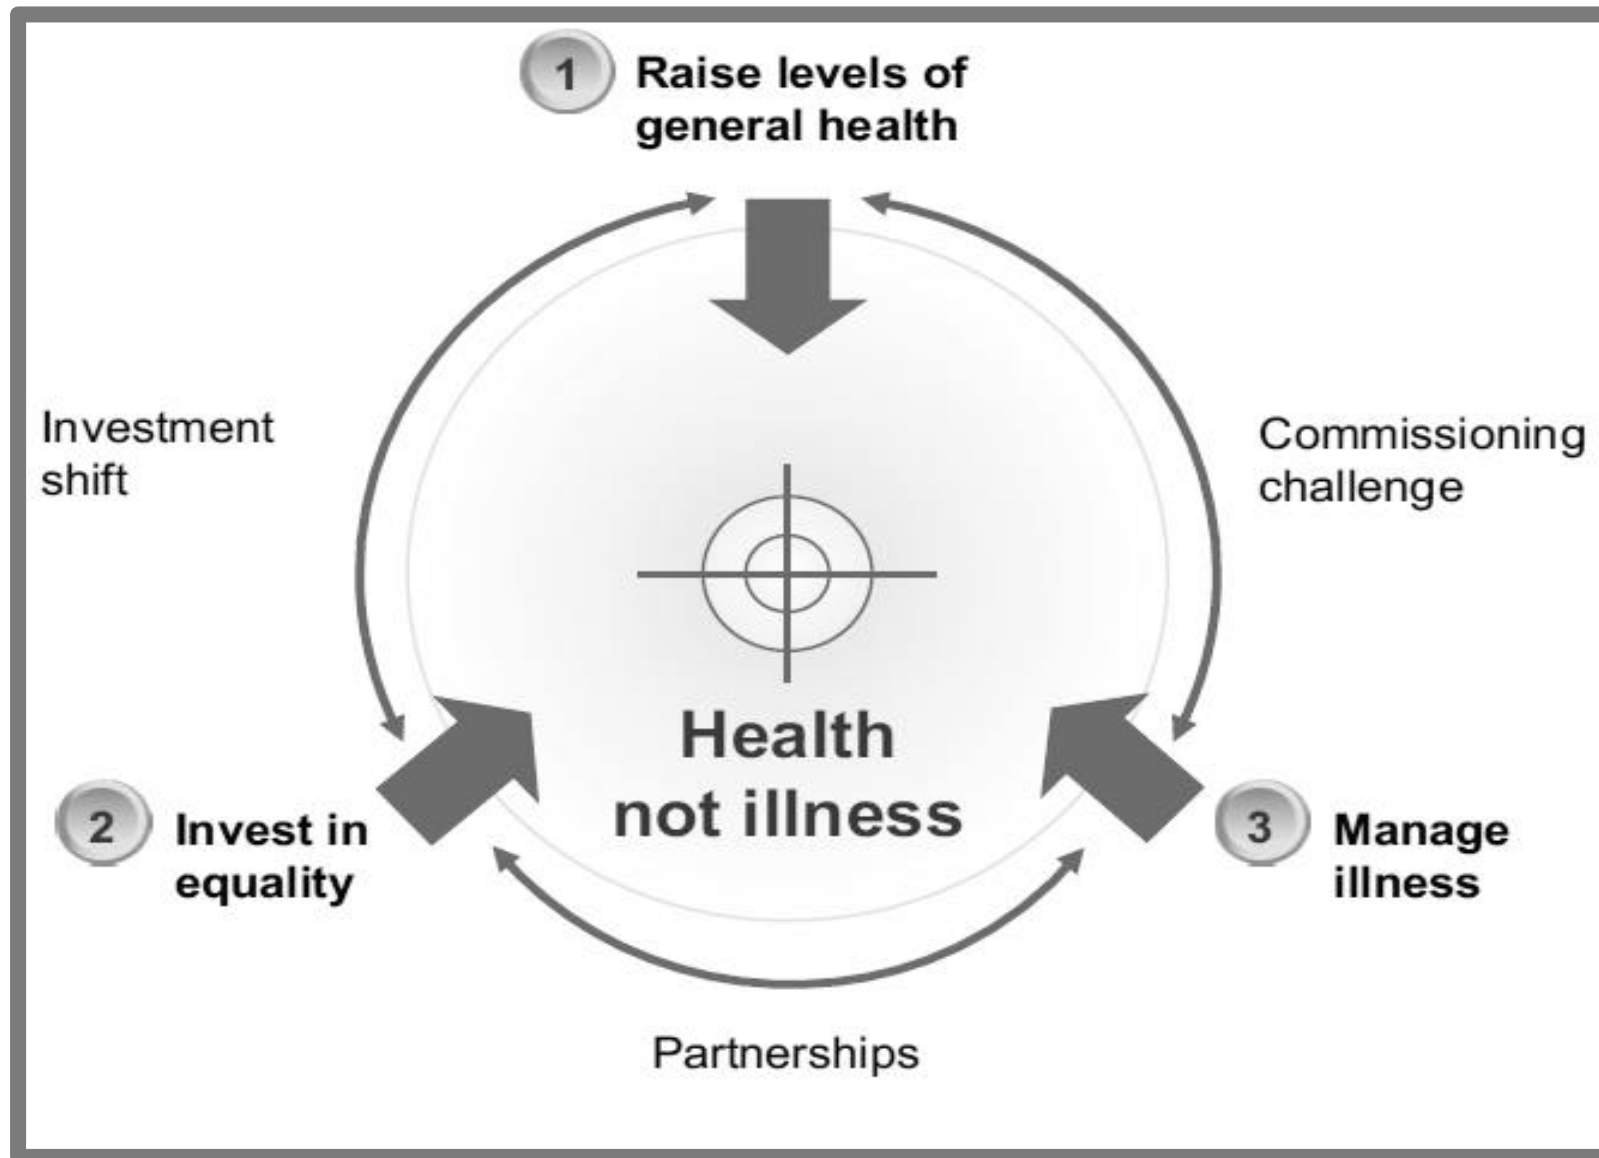 1
Raise levels of
general health
Investment
shift
Commissioning
challenge
Health
not illness
2
Invest in
equality
3
Manage
illness
Partnerships